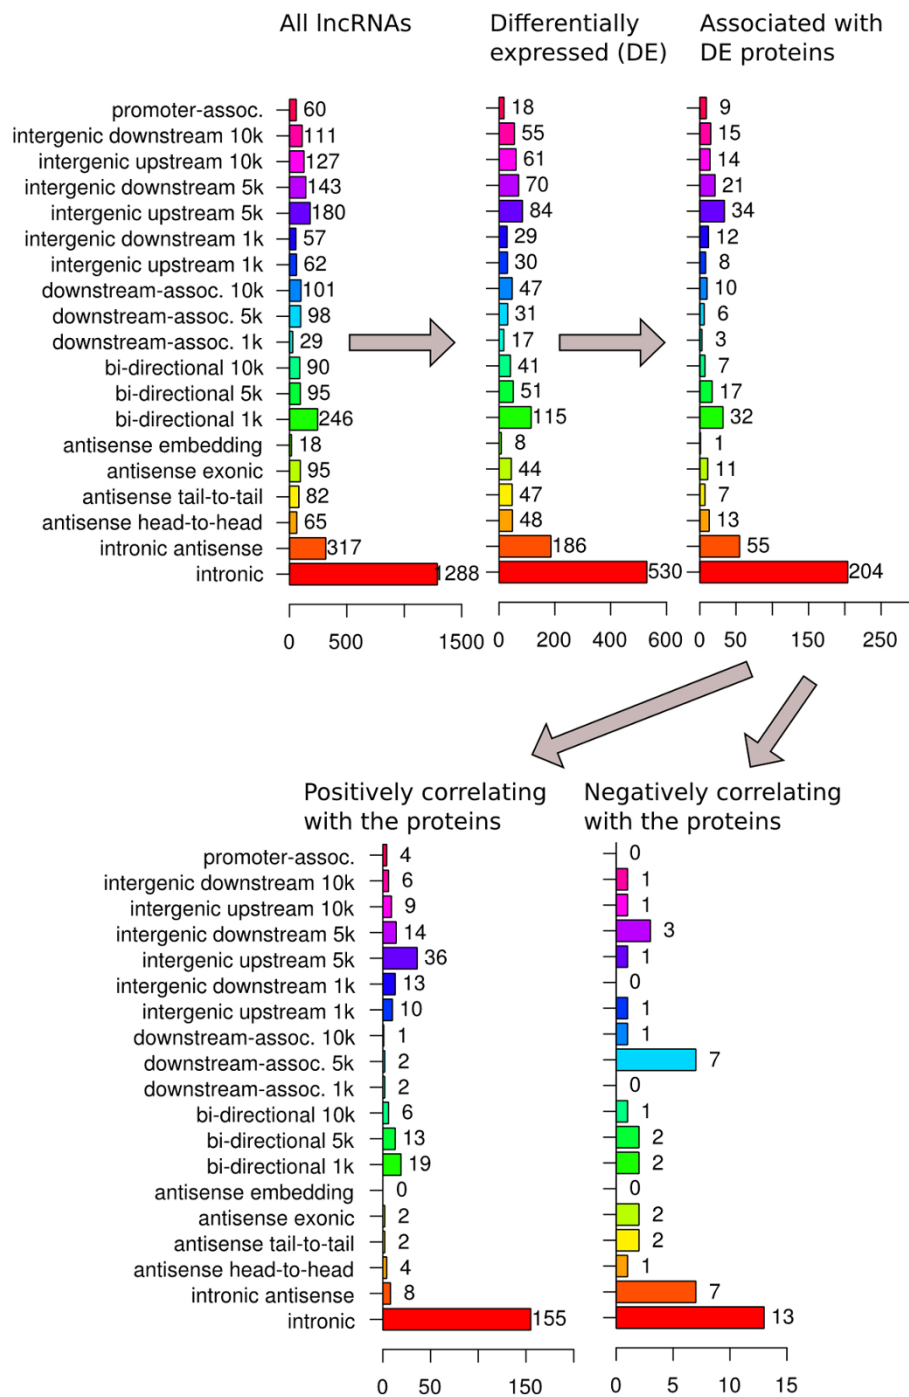 All lncRNAs
Differentially
expressed (DE)
Associated with
DE proteins
promoter-assoc. 60 18 9
intergenic downstream 10k 111 55 15
intergenic upstream 10k 127 61 14
intergenic downstream 5k 143 70 21
intergenic upstream 5k 180 84 34
intergenic downstream 1k 57 29 12
intergenic upstream 1k 62 30 8
downstream-assoc. 10k 101 47 10
downstream-assoc. 5k 98 31 6
downstream-assoc. 1k 29 17 3
bi-directional 10k 90 41 7
bi-directional 5k 95 51 17
bi-directional 1k 246 115 32
antisense embedding 18 8 1
antisense exonic 95 44 11
antisense tail-to-tail 82 47 7
antisense head-to-head 65 48 13
intronic antisense 317 186 55
intronic 1288 530 204
0 500 1500 0 200 400 600 0 50 150 250
Positively correlating
with the proteins
Negatively correlating
with the proteins
promoter-assoc. 4 0
intergenic downstream 10k 6 1
intergenic upstream 10k 9 1
intergenic downstream 5k 14 3
intergenic upstream 5k 36 1
intergenic downstream 1k 13 0
intergenic upstream 1k 10 1
downstream-assoc. 10k 1 1
downstream-assoc. 5k 2 7
downstream-assoc. 1k 2 0
bi-directional 10k 6 1
bi-directional 5k 13 2
bi-directional 1k 19 2
antisense embedding 0 0
antisense exonic 2 2
antisense tail-to-tail 2 2
antisense head-to-head 4 1
intronic antisense 8 7
intronic 155 13
0 50 150 0 5 10 15